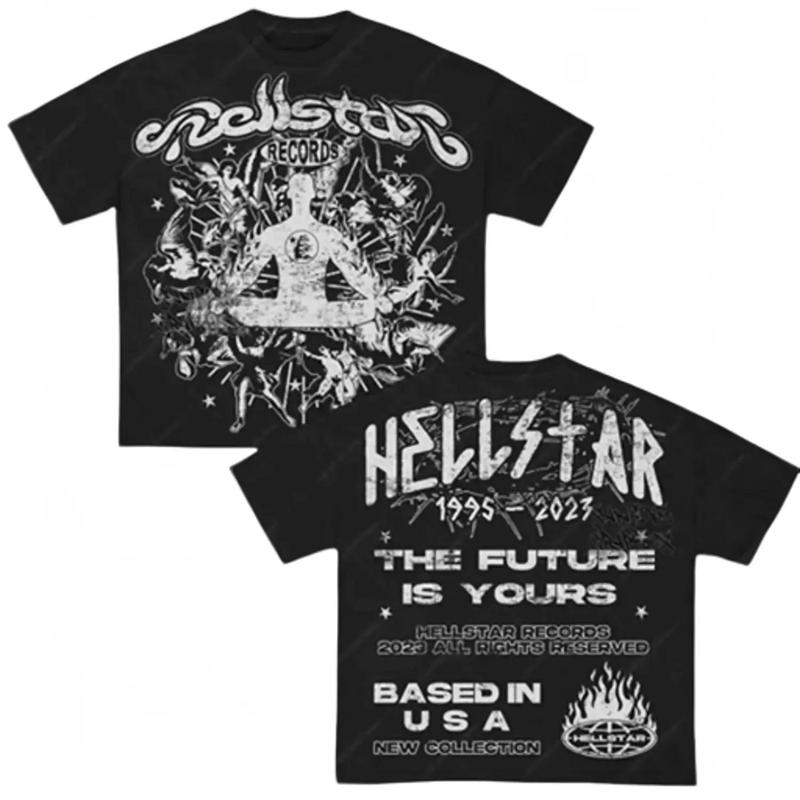 Hellstar
RECORDS
HELLSTAR
1995 - 2023
THE FUTURE
IS YOURS
HELLSTAR RECORDS
2023 ALL RIGHTS RESERVED
BASED IN
USA
NEW COLLECTION
HELLSTAR